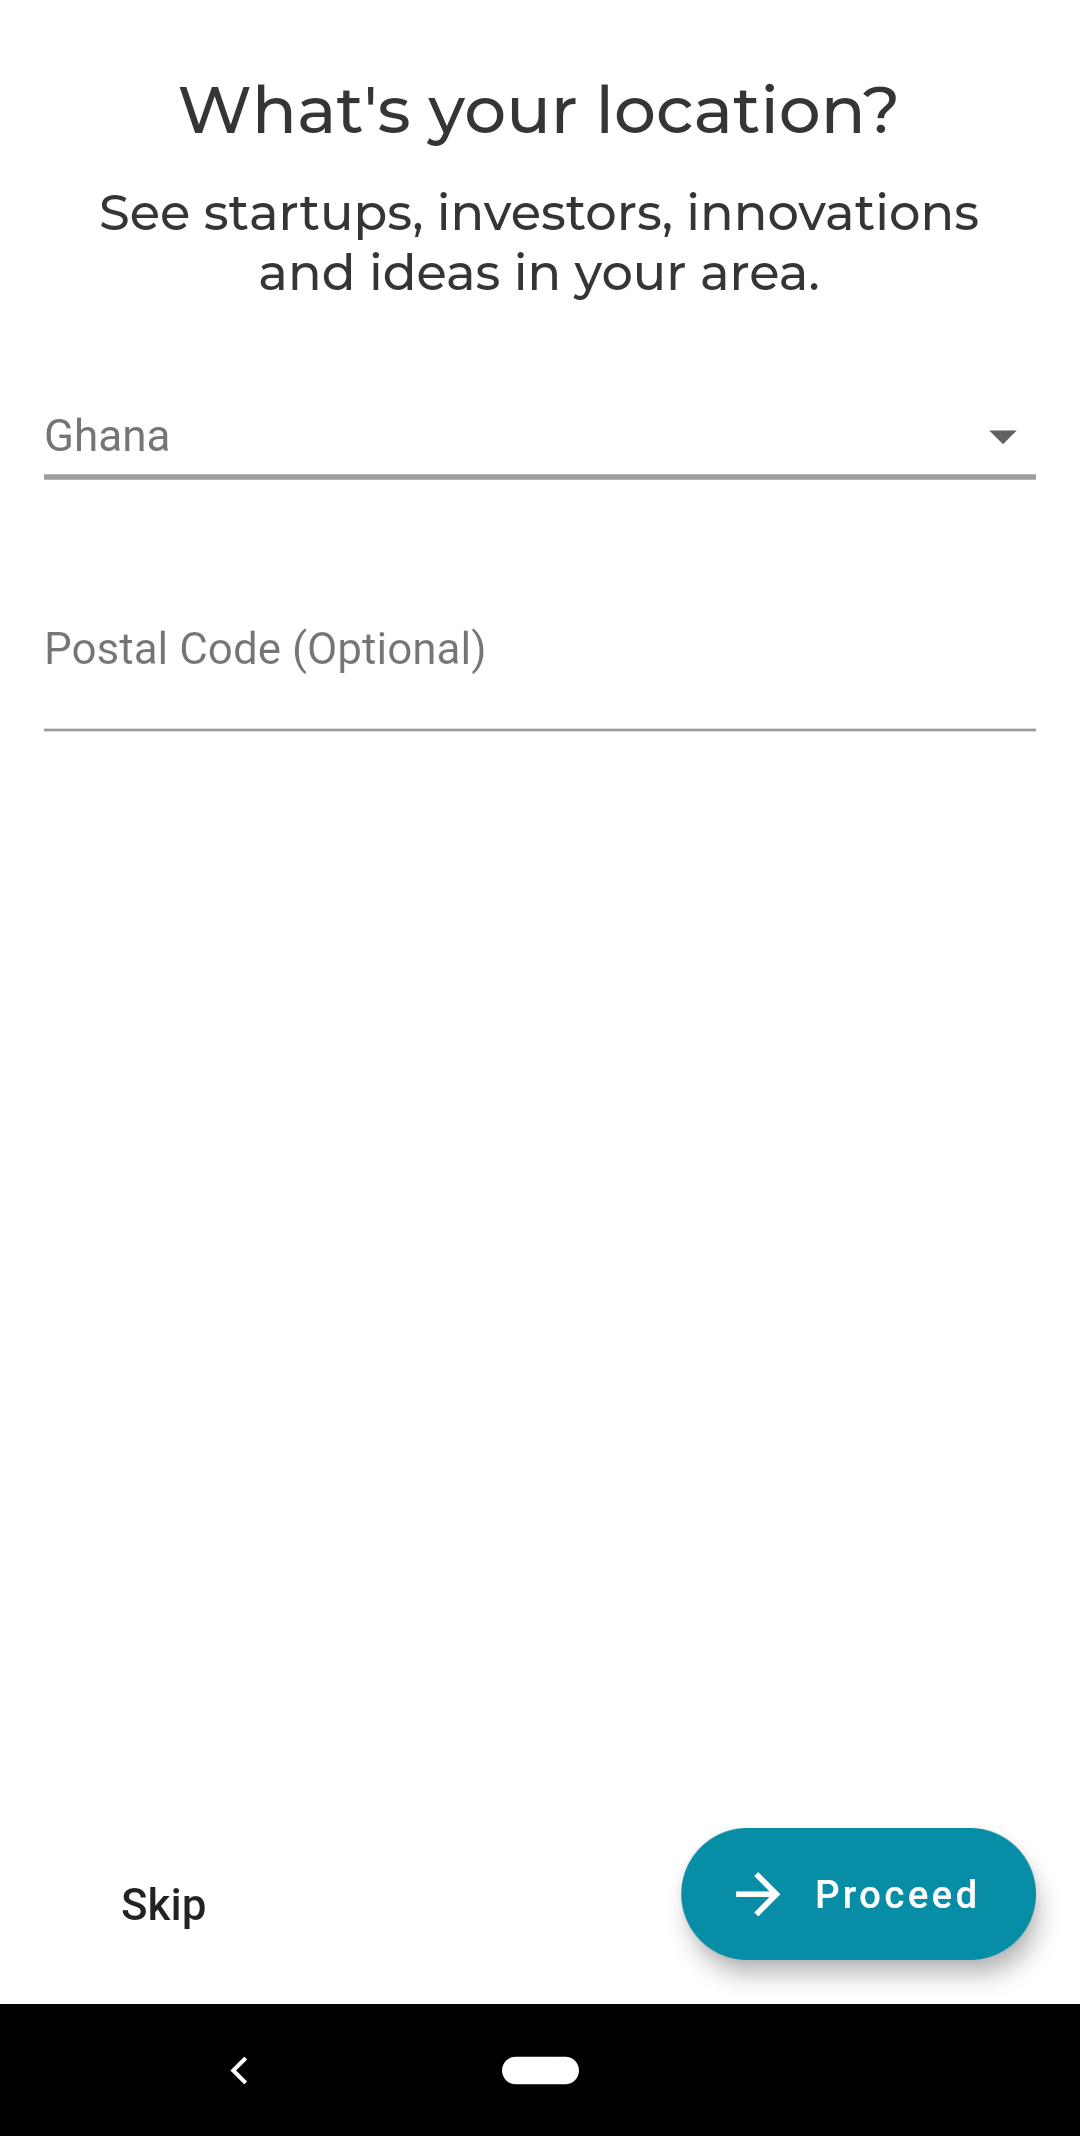 What's your location?
See startups, investors, innovations
and ideas in your area.
Ghana
Postal Code (Optional)
Skip
Proceed